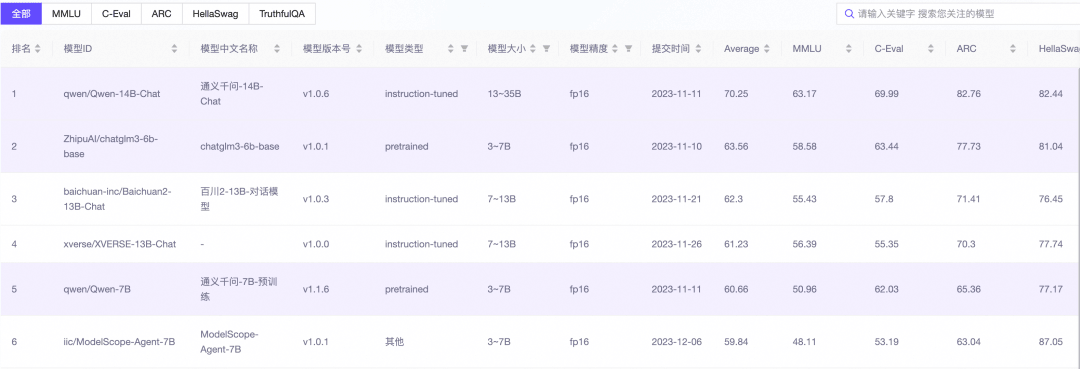 全部 MMLU C-Eval ARC HellaSwag TruthfulQA 请输入关键字 搜索您关注的模型
排名 模型ID 模型中文名称 模型版本号 模型类型 模型大小 模型精度 提交时间 Average MMLU C-Eval ARC HellaSwag
1 qwen/Qwen-14B-Chat 通义千问-14B-
Chat v1.0.6 instruction-tuned 13~35B fp16 2023-11-11 70.25 63.17 69.99 82.76 82.44
2 ZhipuAI/chatglm3-6b-
base chatglm3-6b-base v1.0.1 pretrained 3~7B fp16 2023-11-10 63.56 58.58 63.44 77.73 81.04
3 baichuan-inc/Baichuan2-
13B-Chat 百川2-13B-对话模
型 v1.0.3 instruction-tuned 7~13B fp16 2023-11-21 62.3 55.43 57.8 71.41 76.45
4 xverse/XVERSE-13B-Chat - v1.0.0 instruction-tuned 7~13B fp16 2023-11-26 61.23 56.39 55.35 70.3 77.74
5 qwen/Qwen-7B 通义千问-7B-预训
练 v1.1.6 pretrained 3~7B fp16 2023-11-11 60.66 50.96 62.03 65.36 77.17
6 iic/ModelScope-Agent-7B ModelScope-
Agent-7B v1.0.1 其他 3~7B fp16 2023-12-06 59.84 48.11 53.19 63.04 87.05